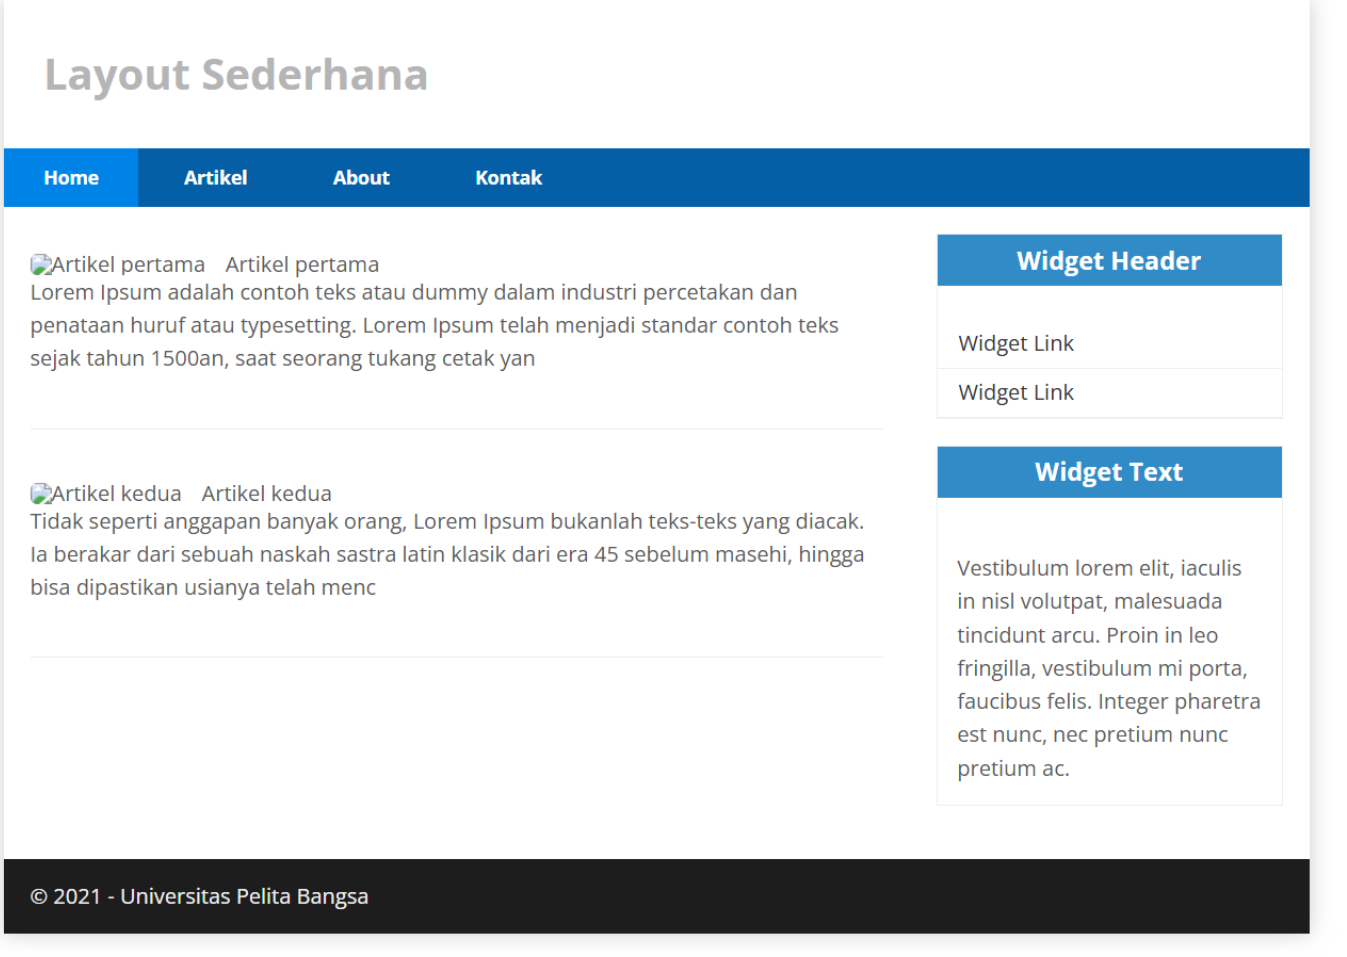 Layout Sederhana
Home Artikel About Kontak
Artikel pertama Artikel pertama
Lorem Ipsum adalah contoh teks atau dummy dalam industri percetakan dan
penataan huruf atau typesetting. Lorem Ipsum telah menjadi standar contoh teks
sejak tahun 1500an, saat seorang tukang cetak yan
Artikel kedua Artikel kedua
Tidak seperti anggapan banyak orang, Lorem Ipsum bukanlah teks-teks yang diacak.
Ia berakar dari sebuah naskah sastra latin klasik dari era 45 sebelum masehi, hingga
bisa dipastikan usianya telah menc
Widget Header
Widget Link
Widget Link
Widget Text
Vestibulum lorem elit, iaculis
in nisl volutpat, malesuada
tincidunt arcu. Proin in leo
fringilla, vestibulum mi porta,
faucibus felis. Integer pharetra
est nunc, nec pretium nunc
pretium ac.
© 2021 - Universitas Pelita Bangsa